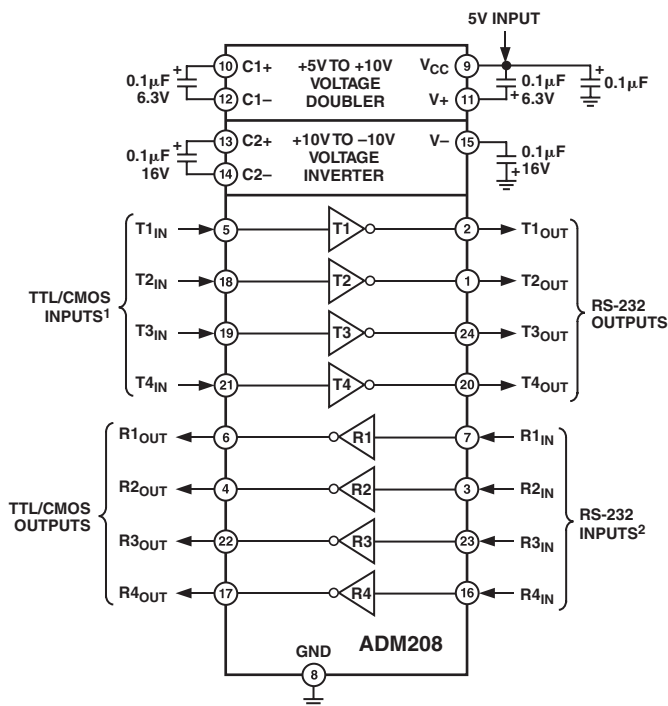 5V INPUT
0.1μF
6.3V
+
10 C1+
12 C1–
+5V TO +10V
VOLTAGE
DOUBLER
VCC 9
V+ 11
0.1μF
+ 6.3V
+ 0.1μF
0.1μF
16V
+
13 C2+
14 C2–
+10V TO –10V
VOLTAGE
INVERTER
V– 15
0.1μF
+ 16V
TTL/CMOS
INPUTS1
T1IN 5 T1 2 T1OUT
T2IN 18 T2 1 T2OUT
T3IN 19 T3 24 T3OUT
T4IN 21 T4 20 T4OUT
RS-232
OUTPUTS
TTL/CMOS
OUTPUTS
R1OUT 6 R1 7 R1IN
R2OUT 4 R2 3 R2IN
R3OUT 22 R3 23 R3IN
R4OUT 17 R4 16 R4IN
RS-232
INPUTS2
ADM208
GND
8